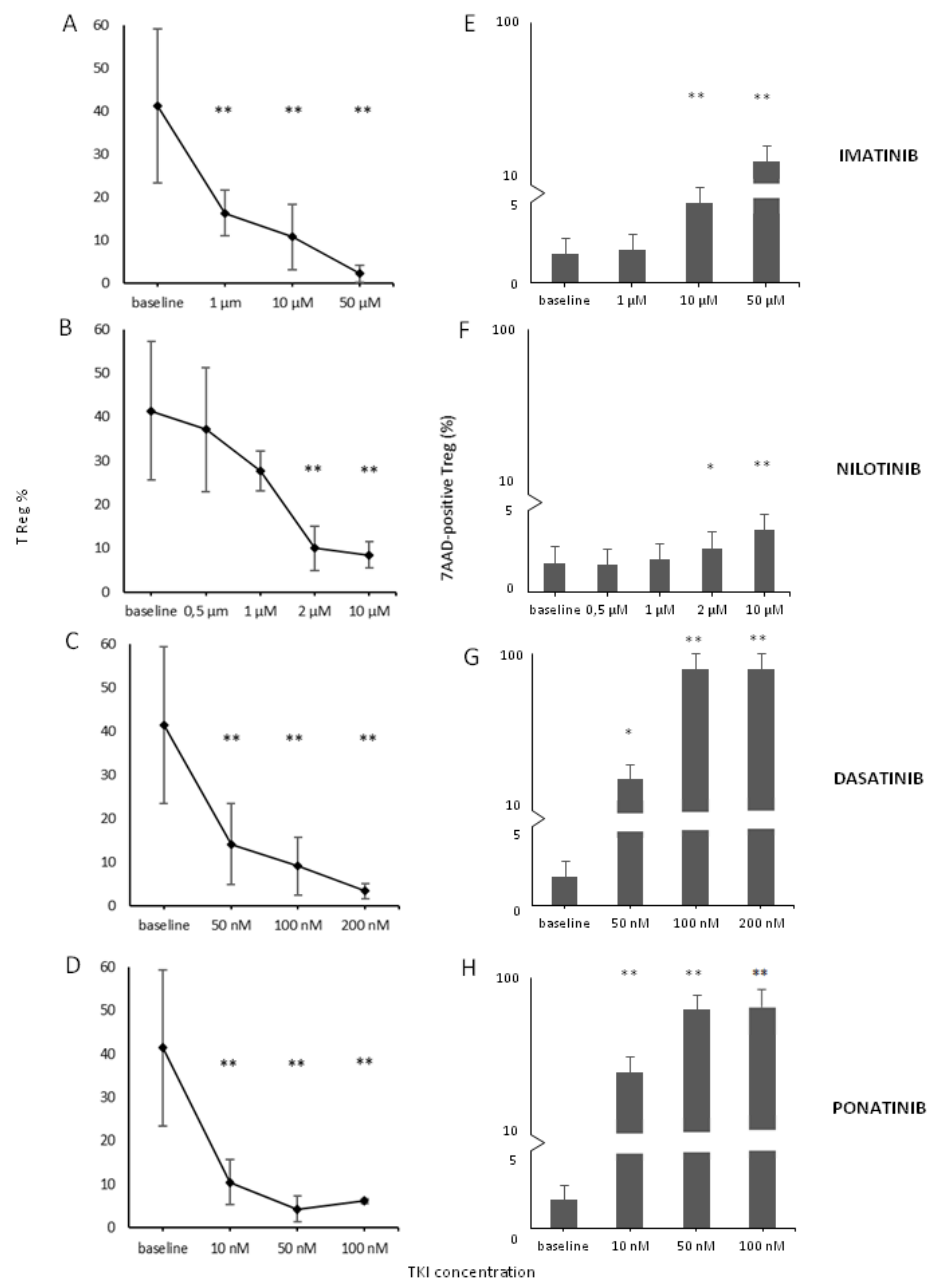 A
60
50
40
30
20
10
0
** ** **
baseline 1 µm 10 µM 50 µM
E
100
10
5
0
** **
baseline 1 µM 10 µM 50 µM
IMATINIB
B
60
50
40
30
20
10
0
** **
baseline 0,5 µm 1 µM 2 µM 10 µM
T Reg %
F
100
10
5
0
* **
baseline 0,5 µM 1 µM 2 µM 10 µM
7AAD-positive Treg (%)
NILOTINIB
C
60
50
40
30
20
10
0
** ** **
baseline 50 nM 100 nM 200 nM
G
100
10
5
0
* ** **
baseline 50 nM 100 nM 200 nM
DASATINIB
D
60
50
40
30
20
10
0
** ** **
baseline 10 nM 50 nM 100 nM
H
100
10
5
0
** ** **
baseline 10 nM 50 nM 100 nM
PONATINIB
TKI concentration